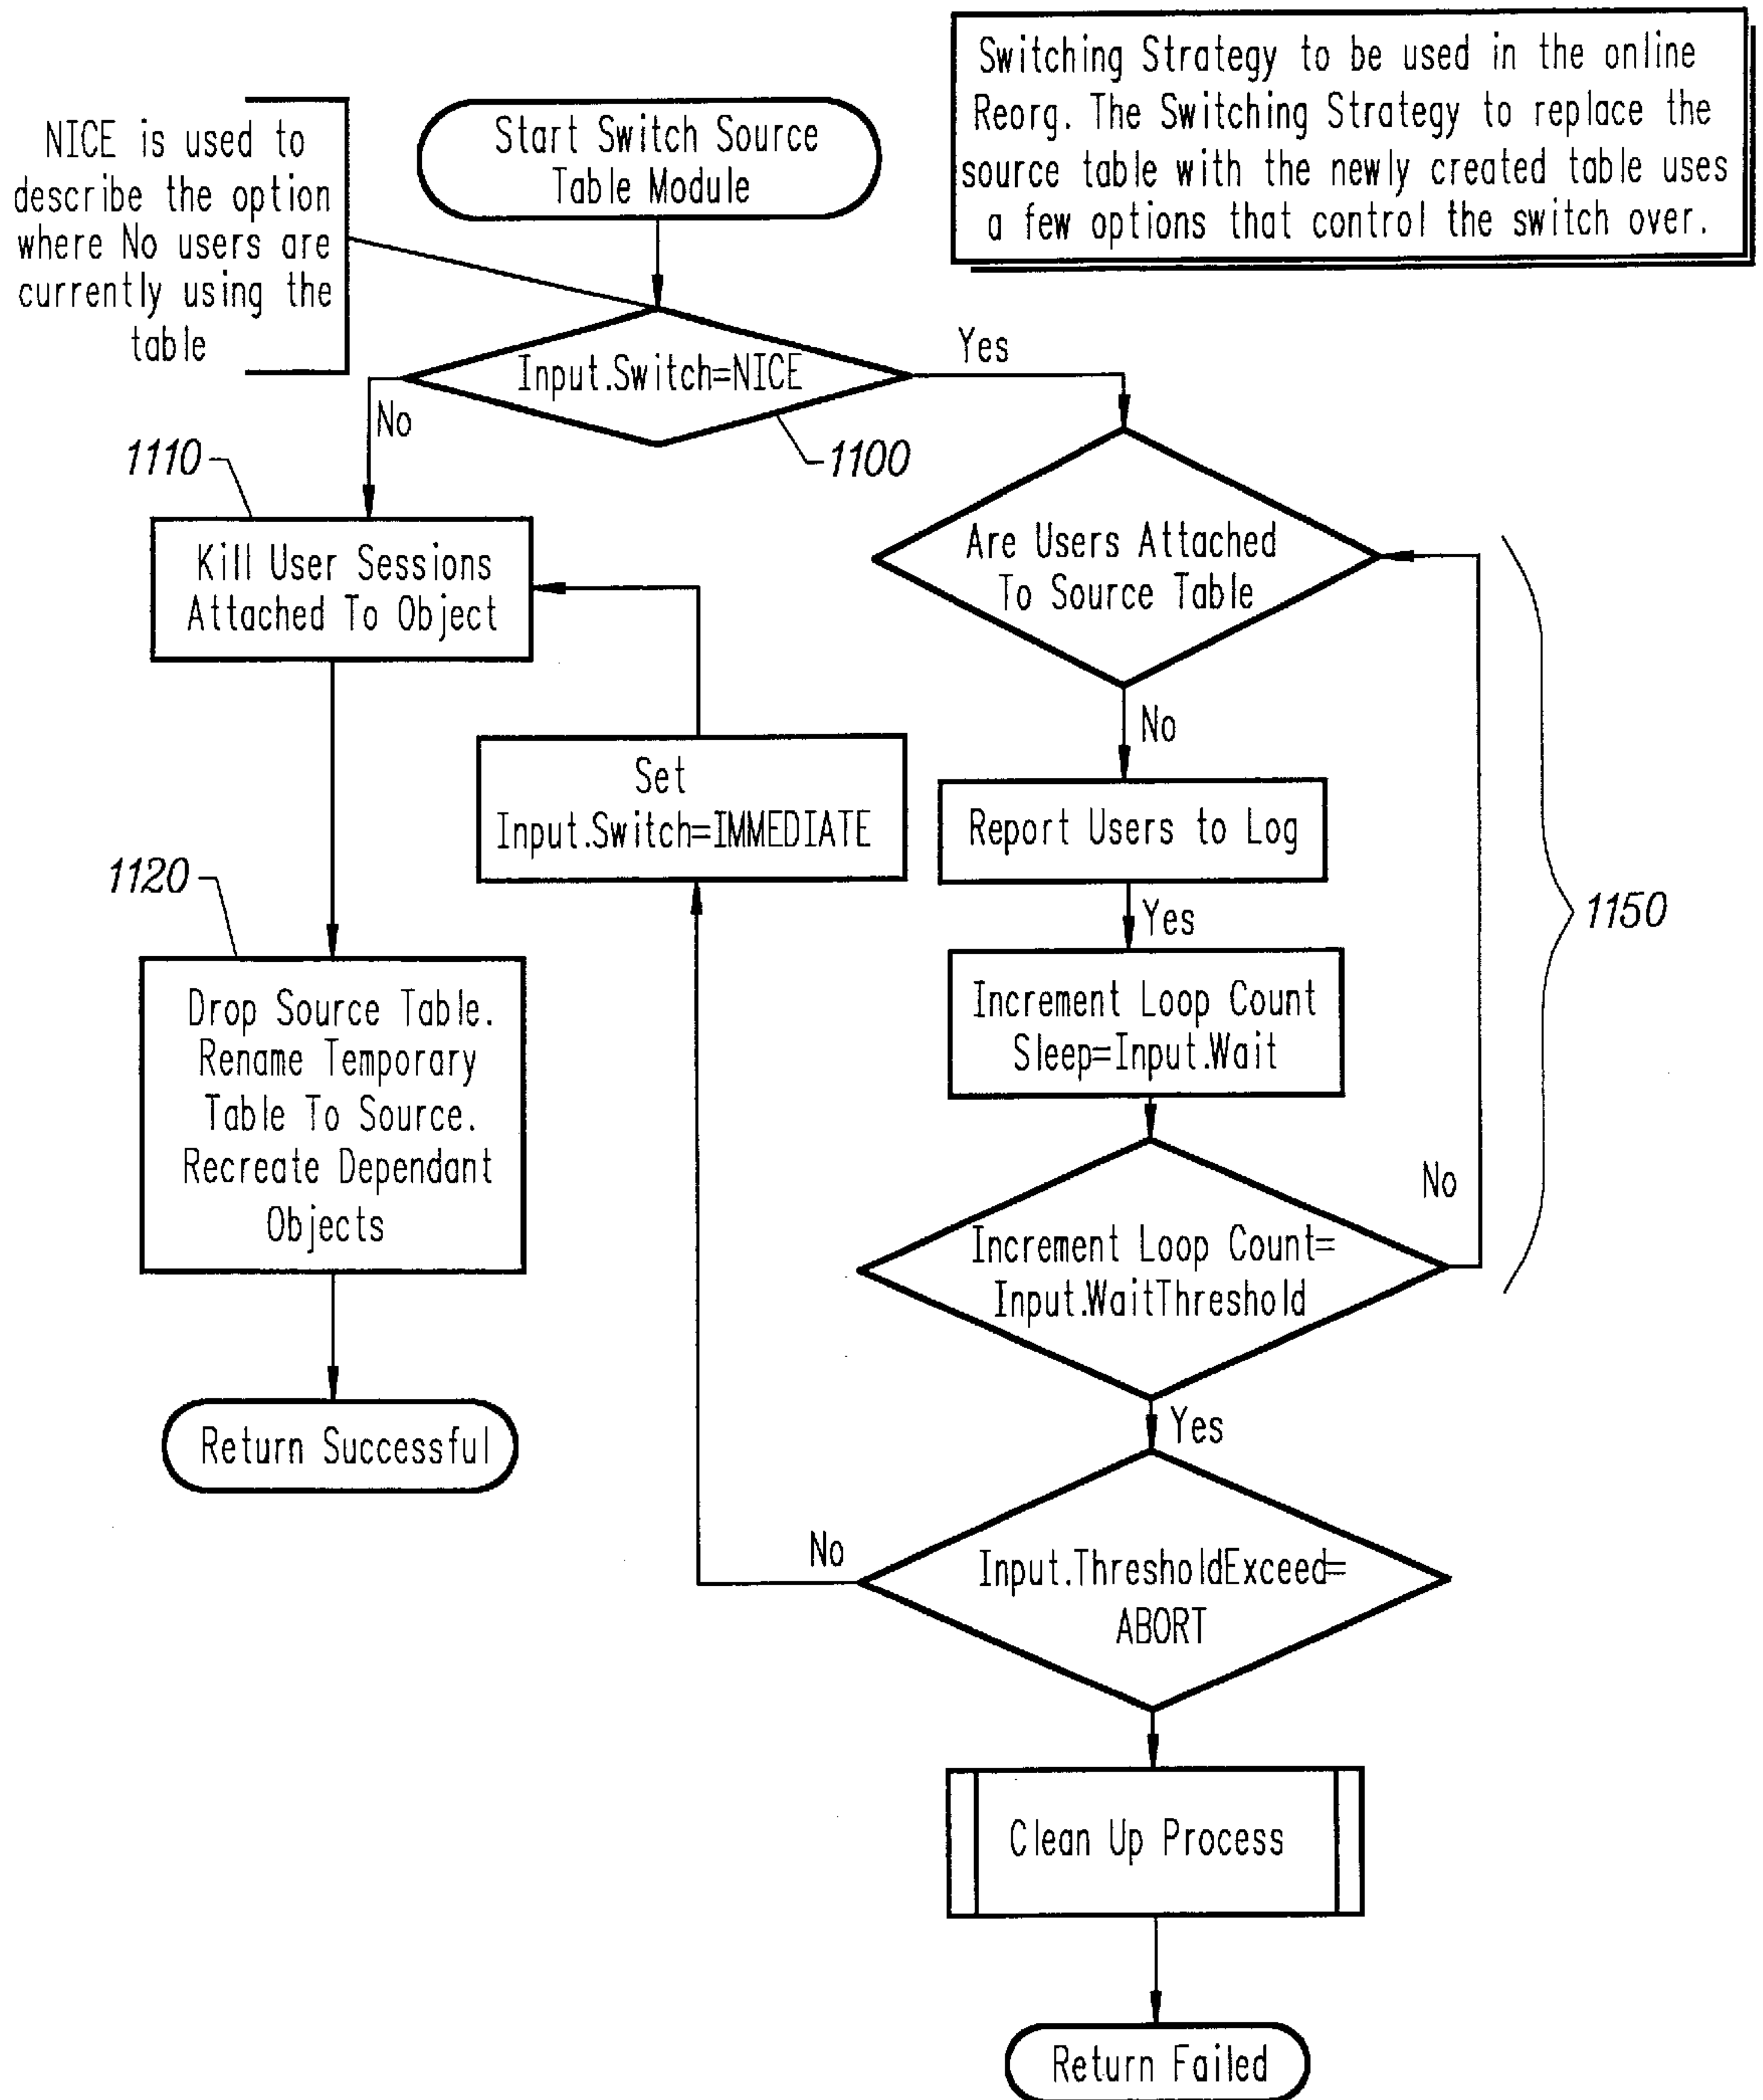 Switching Strategy to be used in the online
Reorg. The Switching Strategy to replace the
source table with the newly created table uses
a few options that control the switch over.
NICE is used to
describe the option
where No users are
currently using the
table
Start Switch Source
Table Module
Input.Switch=NICE
Yes
No
1100
1110
Kill User Sessions
Attached To Object
Are Users Attached
To Source Table
No
Set
Input.Switch=IMMEDIATE
Report Users to Log
1120
Yes
1150
Drop Source Table.
Rename Temporary
Table To Source.
Recreate Dependant
Objects
Increment Loop Count
Sleep=Input.Wait
No
Increment Loop Count=
Input.WaitThreshold
Yes
Return Successful
No
Input.ThresholdExceed=
ABORT
Clean Up Process
Return Failed